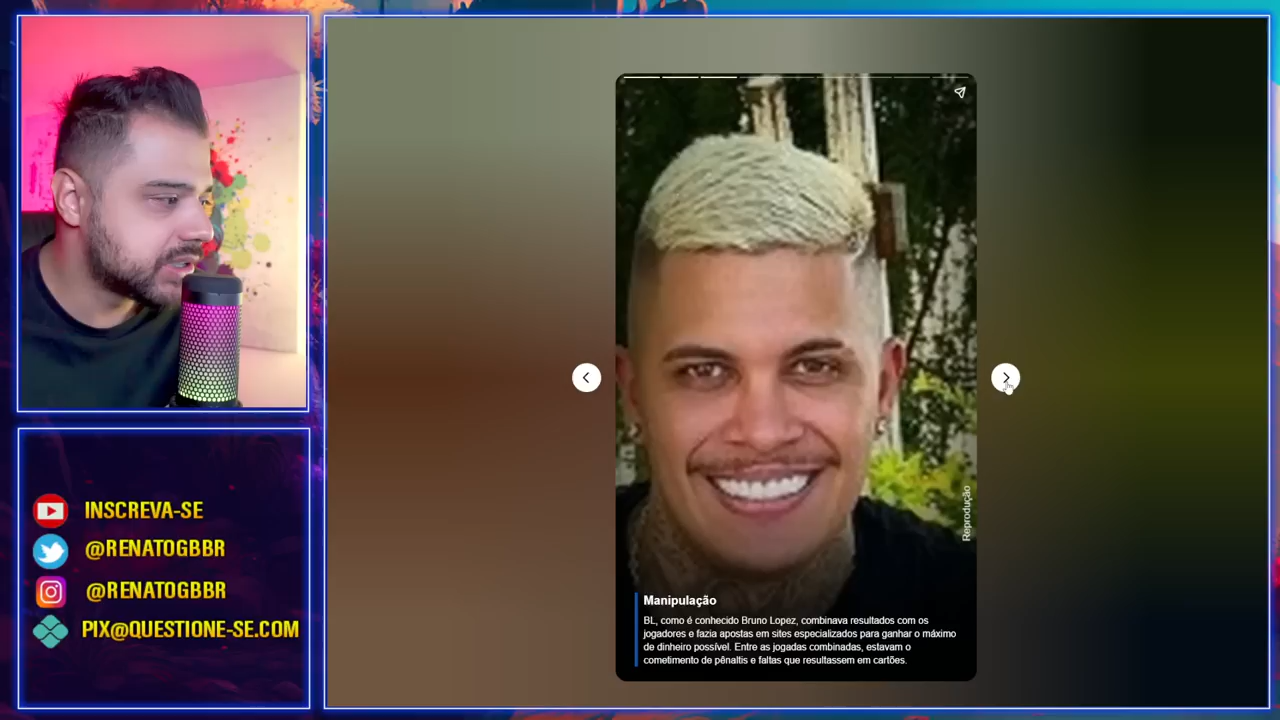 INSCREVA-SE
@RENATOGBBR
@RENATOGBBR
PIX@QUESTIONE-SE.COM
Reprodução
Manipulação
BL, como é conhecido Bruno Lopez, combinava resultados com os
jogadores e fazia apostas em sites especializados para ganhar o máximo
de dinheiro possível. Entre as jogadas combinadas, estavam o
cometimento de pênaltis e faltas que resultassem em cartões.